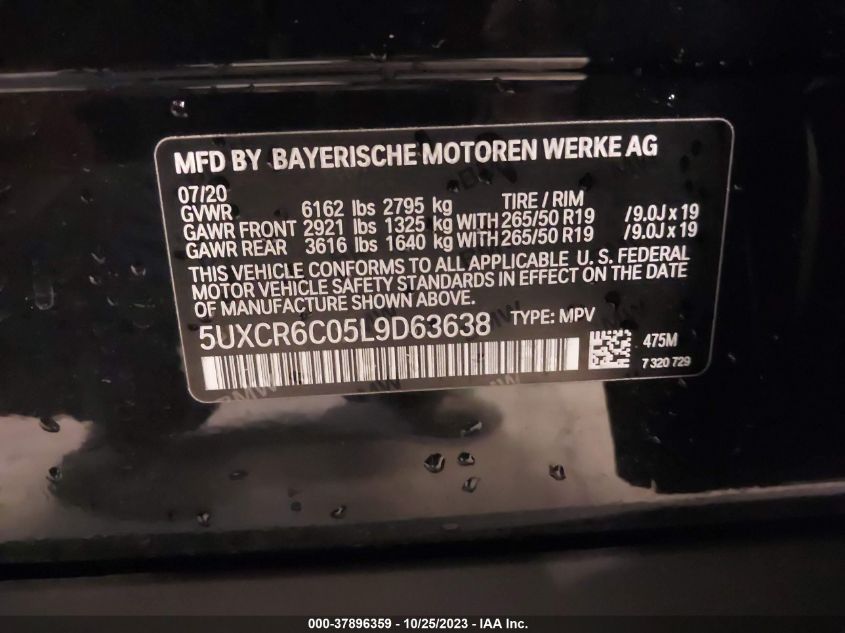 MFD BY BAYERISCHE MOTOREN WERKE AG
07/20 TIRE / RIM
GVWR 6162 lbs 2795 kg
GAWR FRONT 2921 lbs 1325 kg WITH 265/50 R19 /9.0J x 19
GAWR REAR 3616 lbs 1640 kg WITH 265/50 R19 /9.0J x 19
THIS VEHICLE CONFORMS TO ALL APPLICABLE U. S. FEDERAL
MOTOR VEHICLE SAFETY STANDARDS IN EFFECT ON THE DATE
OF MANUFACTURE SHOWN ABOVE.
5UXCR6C05L9D63638 TYPE: MPV
475M
7 320 729
000-37896359 - 10/25/2023 - IAA Inc.